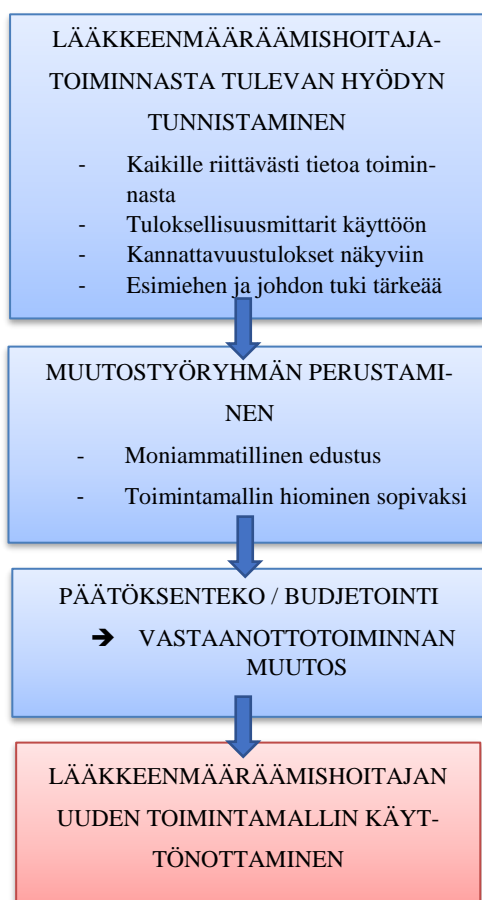 LÄÄKKEENMÄÄRÄÄMISHOITAJA-
TOIMINNASTA TULEVAN HYÖDYN
TUNNISTAMINEN
- Kaikille riittävästi tietoa toimin-
nasta
- Tuloksellisuusmittarit käyttöön
- Kannattavuustulokset näkyviin
- Esimiehen ja johdon tuki tärkeää
MUUTOSTYÖRYHMÄN PERUSTAMI-
NEN
- Moniammatillinen edustus
- Toimintamallin hiominen sopivaksi
PÄÄTÖKSENTEKO / BUDJETOINTI
➔ VASTAANOTTOTOIMINNAN
MUUTOS
LÄÄKKEENMÄÄRÄÄMISHOITAJAN
UUDEN TOIMINTAMALLIN KÄYT-
TÖNOTTAMINEN